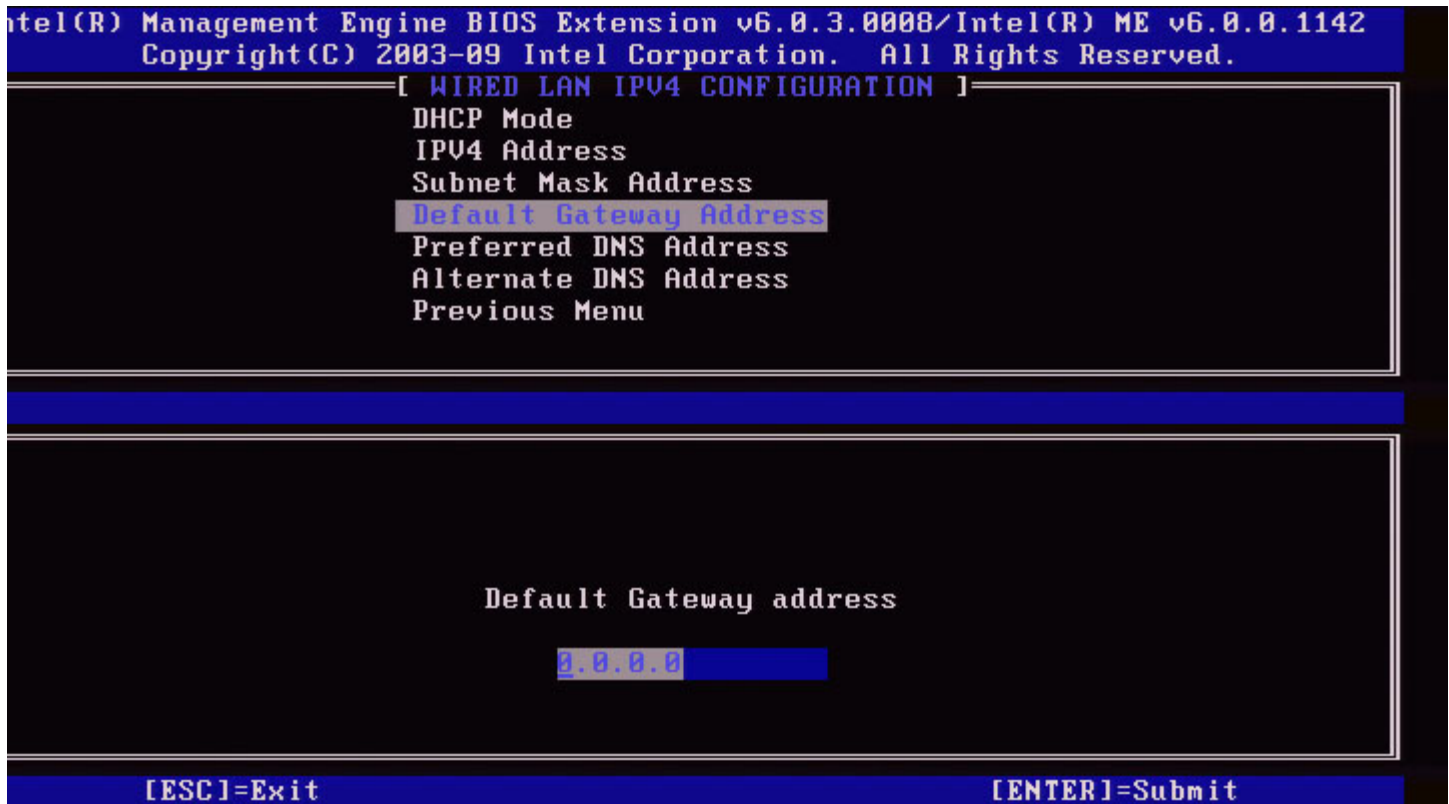 ntel(R) Management Engine BIOS Extension v6.0.3.0008/Intel(R) ME v6.0.0.1142
Copyright(C) 2003-09 Intel Corporation. All Rights Reserved.
[ WIRED LAN IPV4 CONFIGURATION ]
DHCP Mode
IPV4 Address
Subnet Mask Address
Default Gateway Address
Preferred DNS Address
Alternate DNS Address
Previous Menu
Default Gateway address
0.0.0.0
[ESC]=Exit [ENTER]=Submit